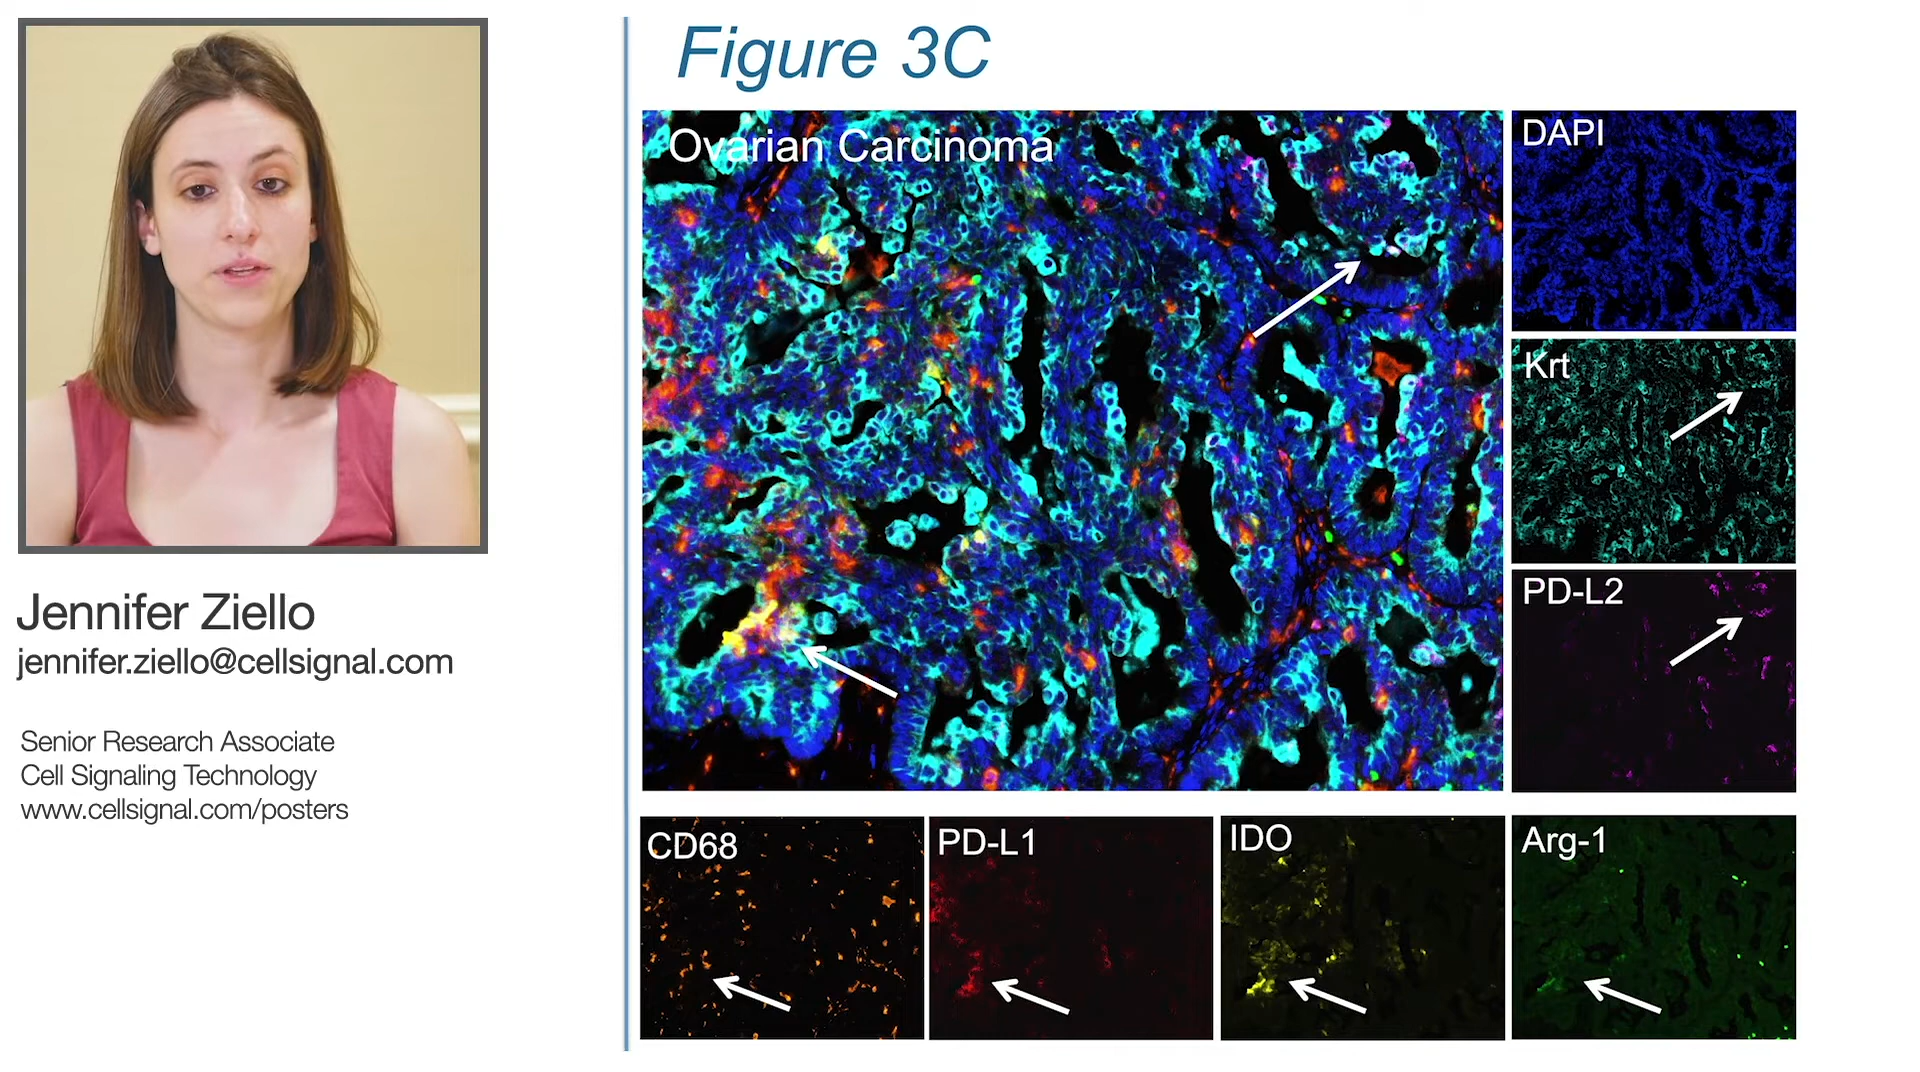 Jennifer Ziello
jennifer.ziello@cellsignal.com
Senior Research Associate
Cell Signaling Technology
www.cellsignal.com/posters
Figure 3C
Ovarian Carcinoma
DAPI
Krt
PD-L2
CD68
PD-L1
IDO
Arg-1